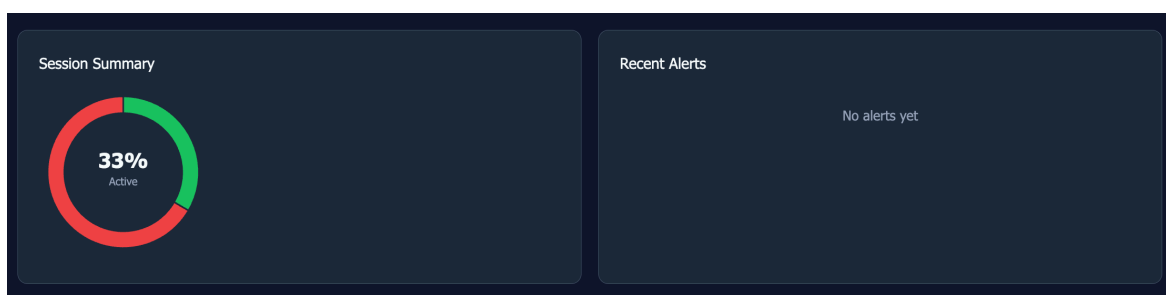 Session Summary
33%
Active
Recent Alerts
No alerts yet